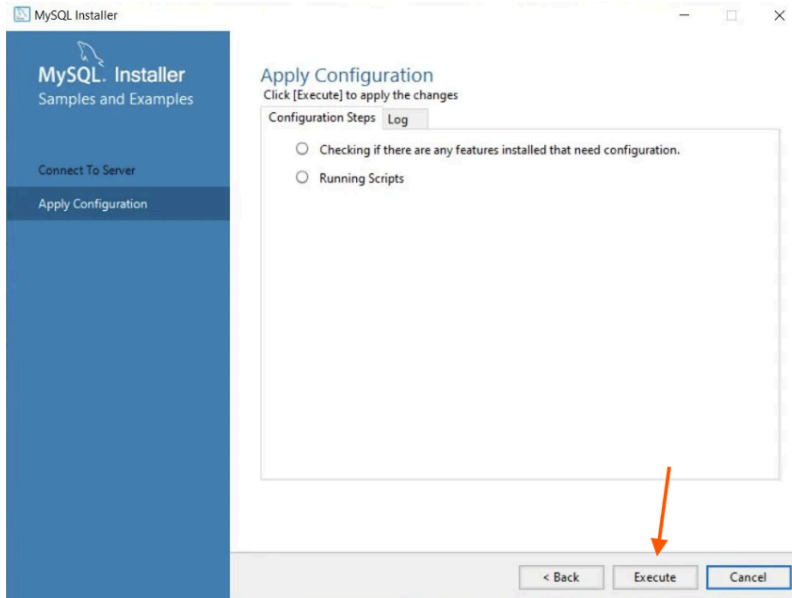 MySQL Installer
MySQL. Installer
Samples and Examples
Connect To Server
Apply Configuration
Apply Configuration
Click [Execute] to apply the changes
Configuration Steps Log
Checking if there are any features installed that need configuration.
Running Scripts
< Back Execute Cancel